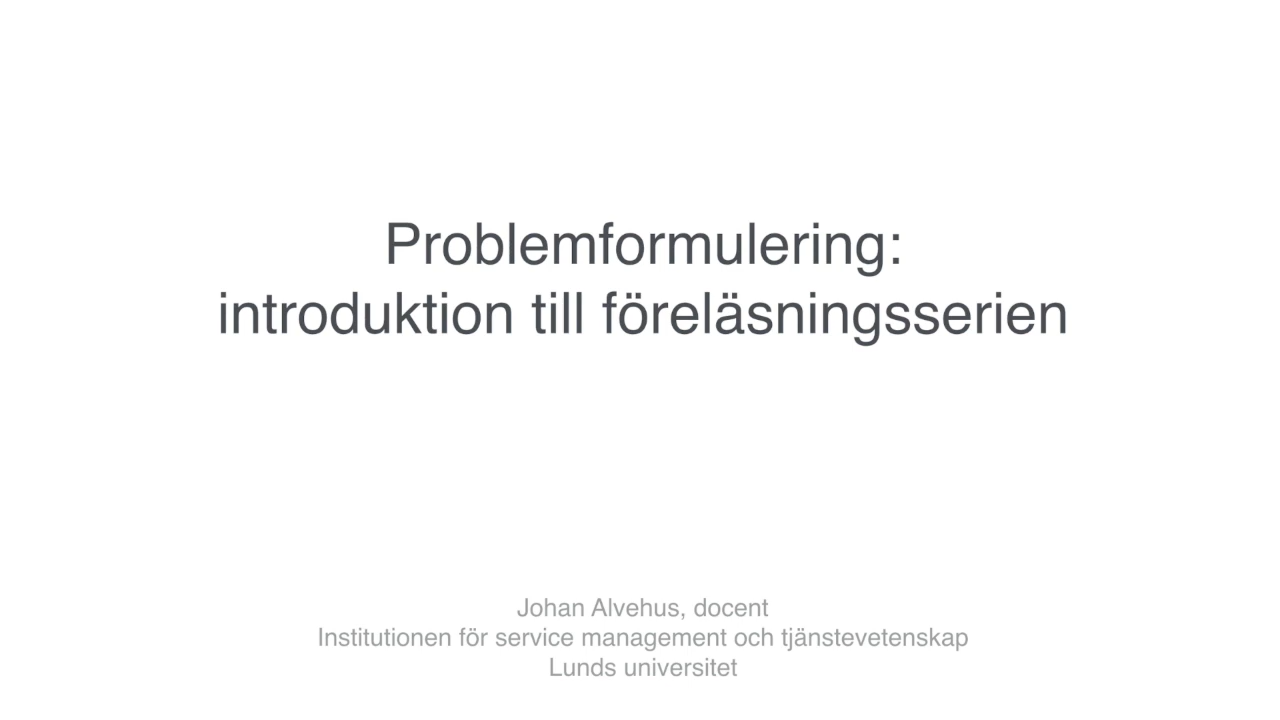 Problemformulering:
introduktion till föreläsningsserien
Johan Alvehus, docent
Institutionen för service management och tjänstevetenskap
Lunds universitet